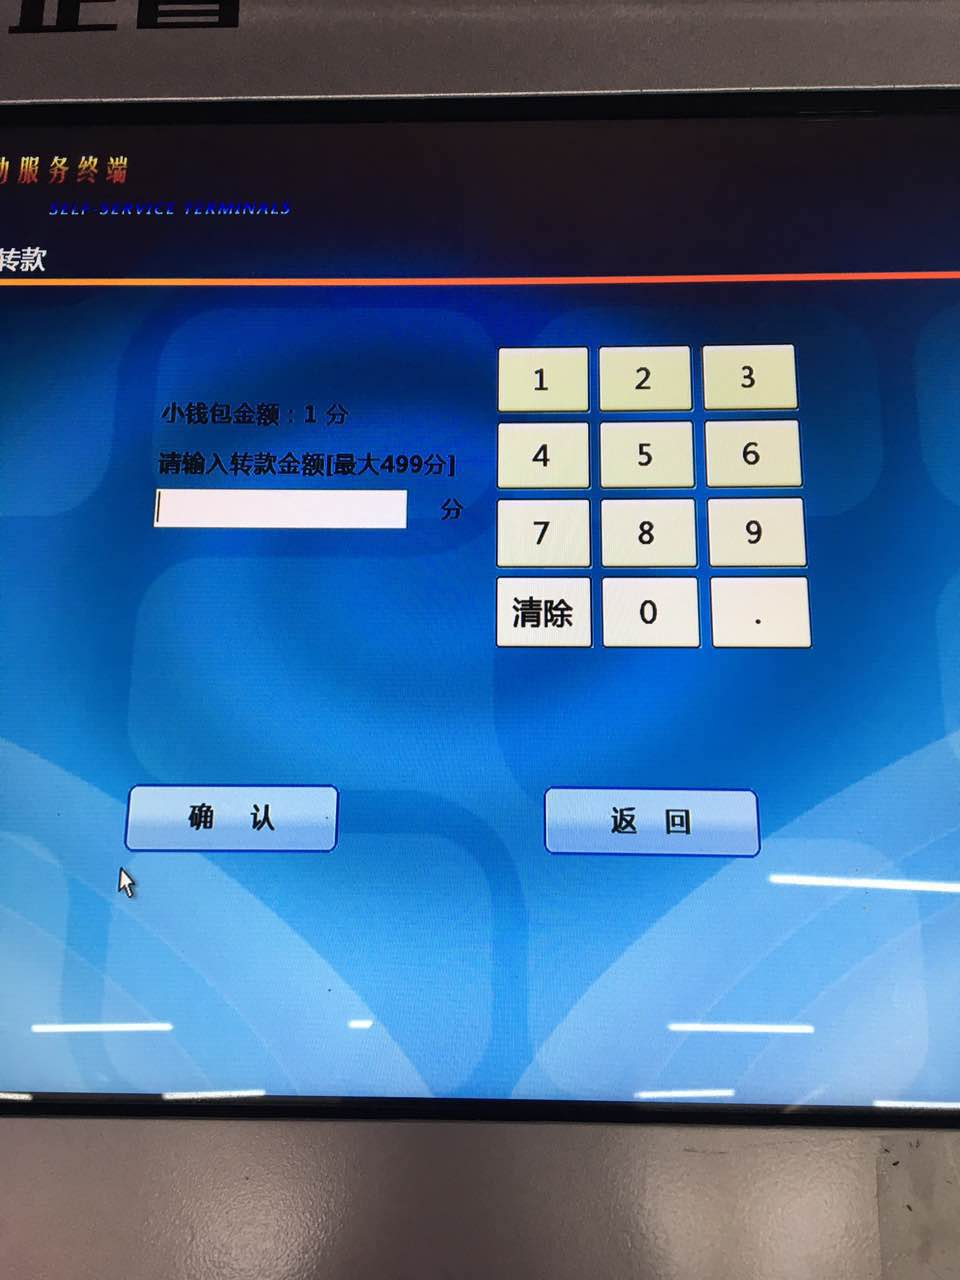 服务终端
SELF-SERVICE TERMINALS
转款
小钱包金额：1 分
请输入转款金额[最大499分]
分
1 2 3
4 5 6
7 8 9
清除 0 .
确 认
返 回